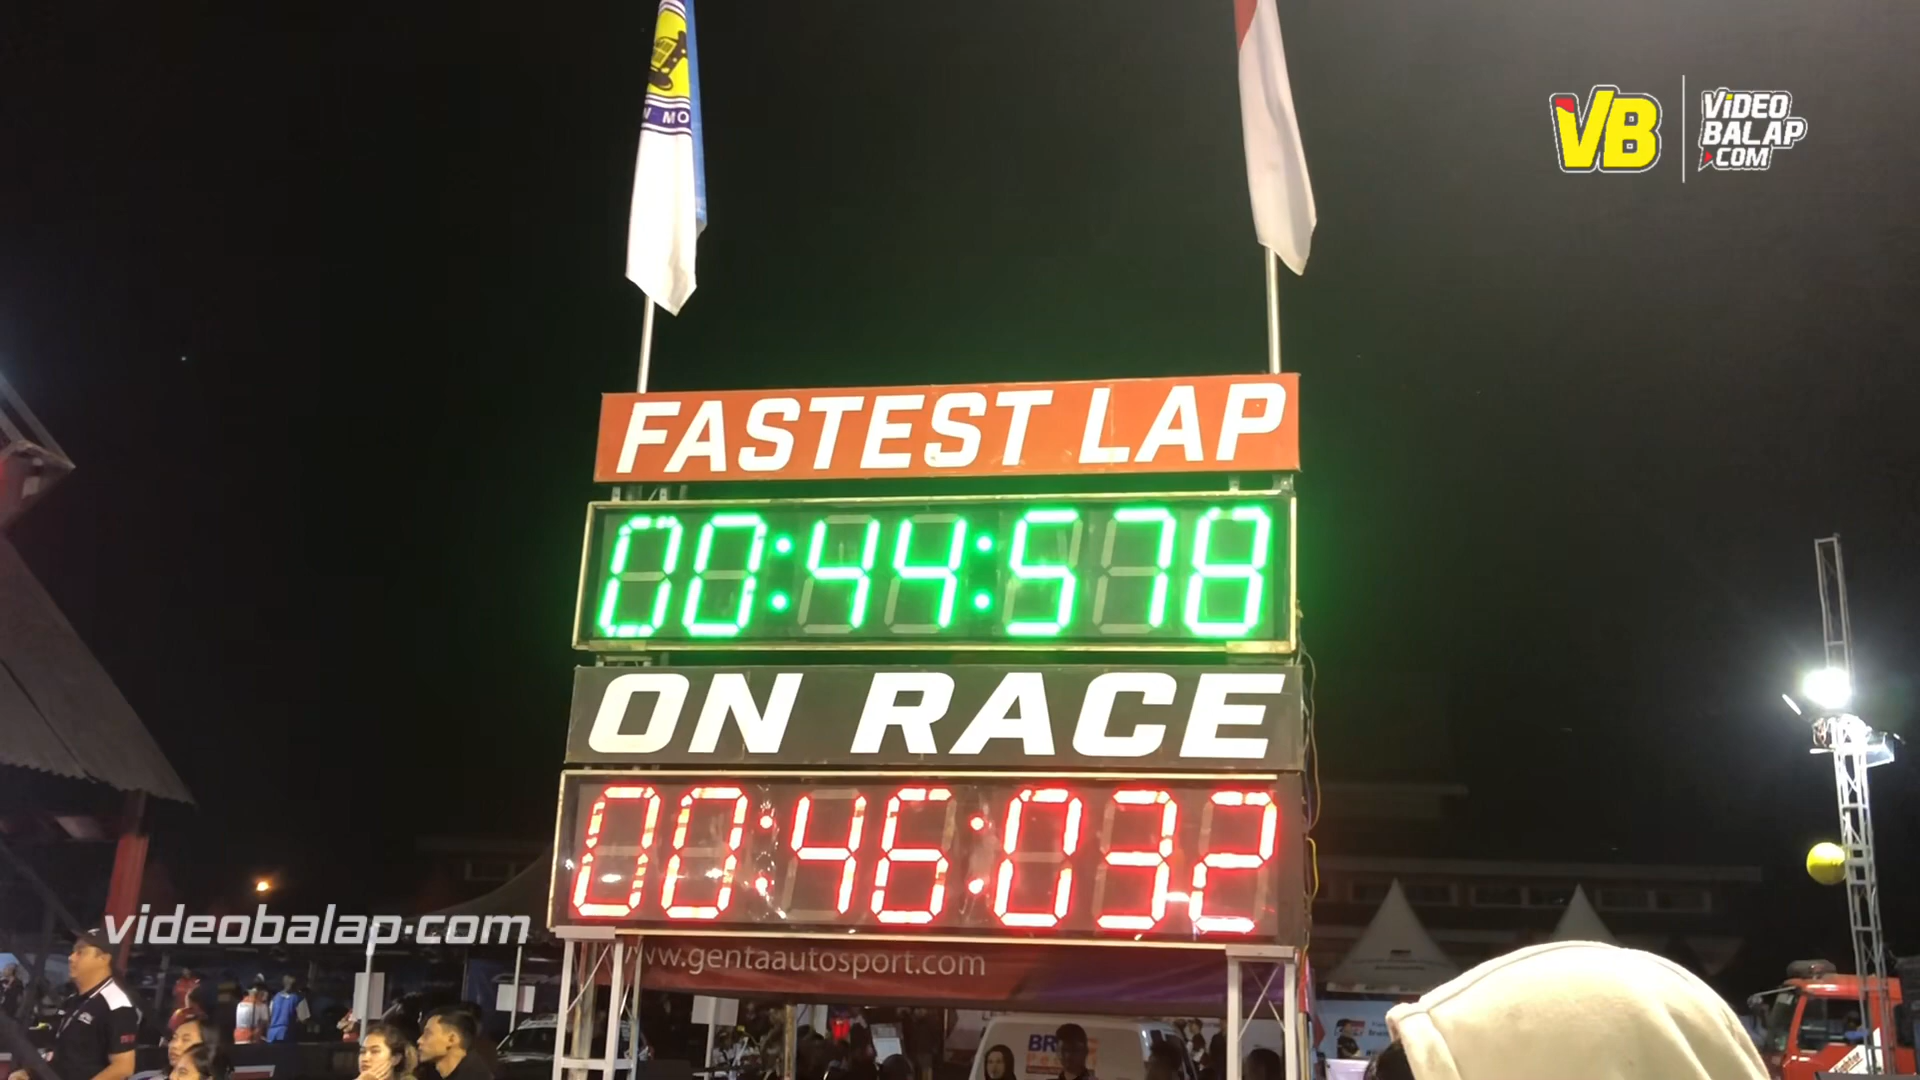 N MO
VB
VIDEO
BALAP
.COM
FASTEST LAP
00:44:578
ON RACE
00:46:032
videobalap.com
www.gentaautosport.com